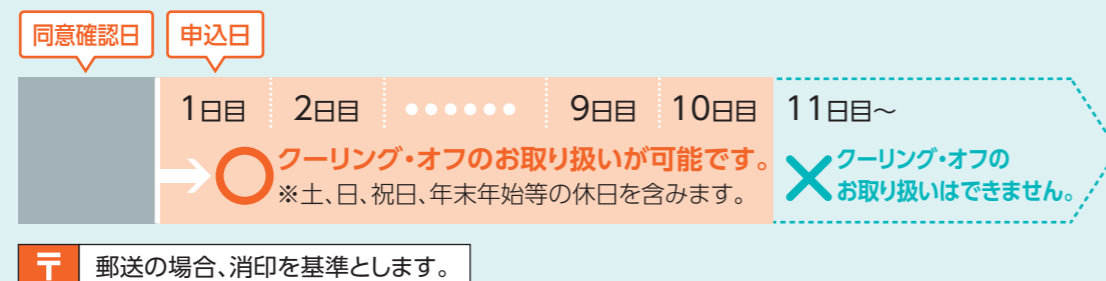 同意確認日 申込日
1日目 2日目 ・・・・・・ 9日目 10日目 11日目～
クーリング・オフのお取り扱いが可能です。
※土、日、祝日、年末年始等の休日を含みます。
クーリング・オフの
お取り扱いはできません。
〒 郵送の場合、消印を基準とします。